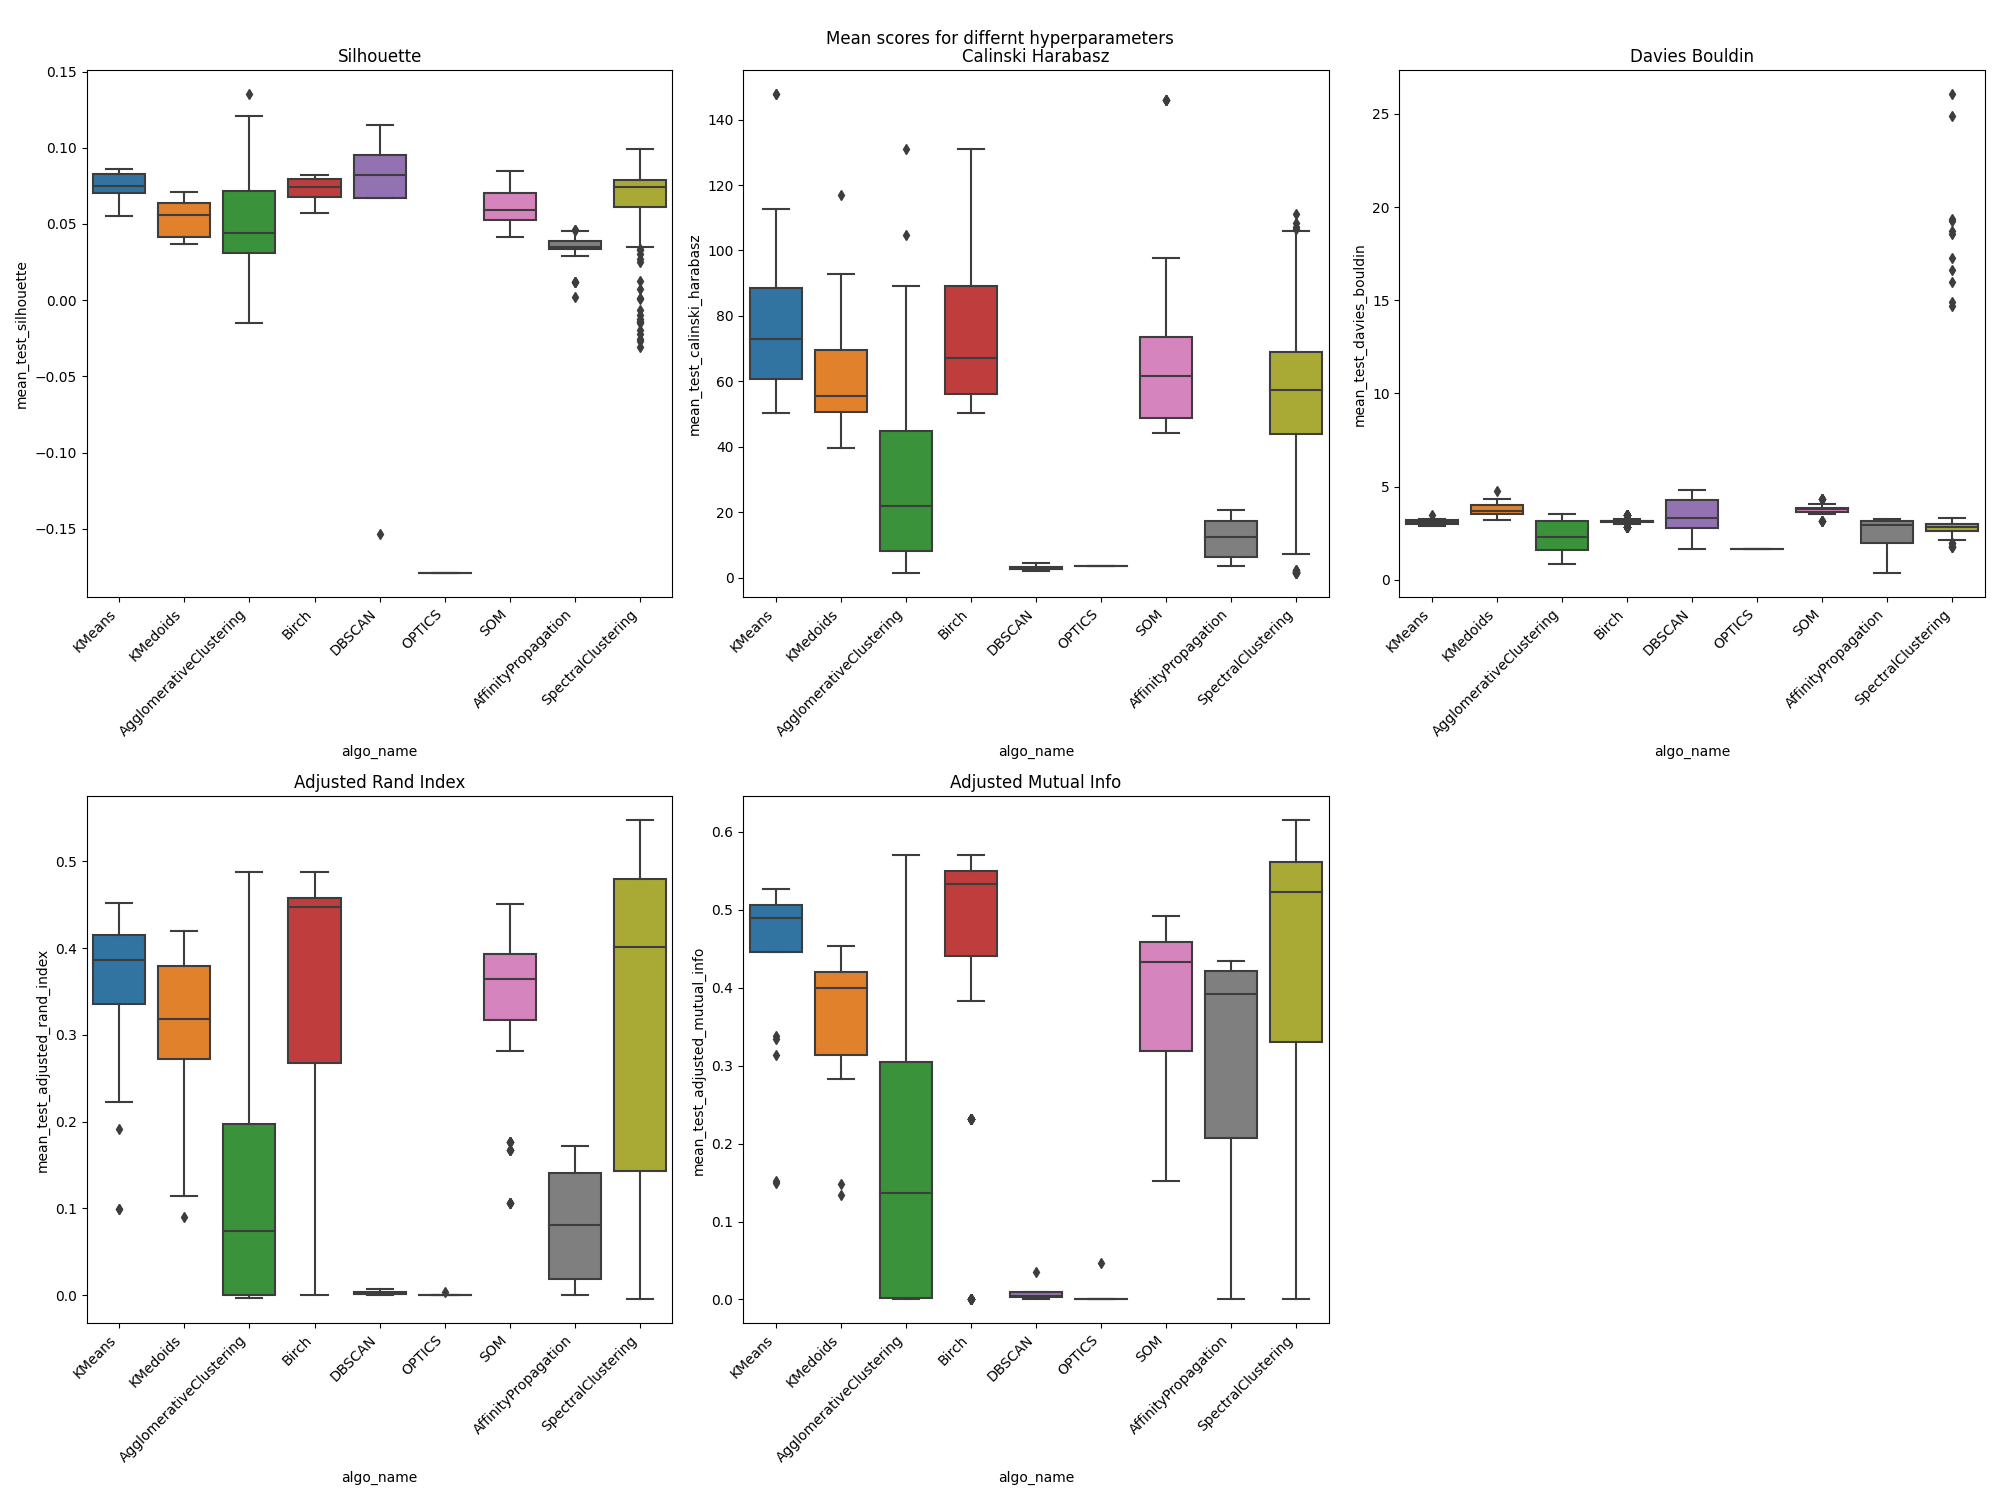 Mean scores for differnt hyperparameters
Silhouette
mean_test_silhouette
0.15
0.10
0.05
0.00
−0.05
−0.10
−0.15
KMeans
KMedoids
AgglomerativeClustering
Birch
DBSCAN
OPTICS
SOM
AffinityPropagation
SpectralClustering
algo_name
Calinski Harabasz
mean_test_calinski_harabasz
140
120
100
80
60
40
20
0
KMeans
KMedoids
AgglomerativeClustering
Birch
DBSCAN
OPTICS
SOM
AffinityPropagation
SpectralClustering
algo_name
Davies Bouldin
mean_test_davies_bouldin
25
20
15
10
5
0
KMeans
KMedoids
AgglomerativeClustering
Birch
DBSCAN
OPTICS
SOM
AffinityPropagation
SpectralClustering
algo_name
Adjusted Rand Index
mean_test_adjusted_rand_index
0.5
0.4
0.3
0.2
0.1
0.0
KMeans
KMedoids
AgglomerativeClustering
Birch
DBSCAN
OPTICS
SOM
AffinityPropagation
SpectralClustering
algo_name
Adjusted Mutual Info
mean_test_adjusted_mutual_info
0.6
0.5
0.4
0.3
0.2
0.1
0.0
KMeans
KMedoids
AgglomerativeClustering
Birch
DBSCAN
OPTICS
SOM
AffinityPropagation
SpectralClustering
algo_name